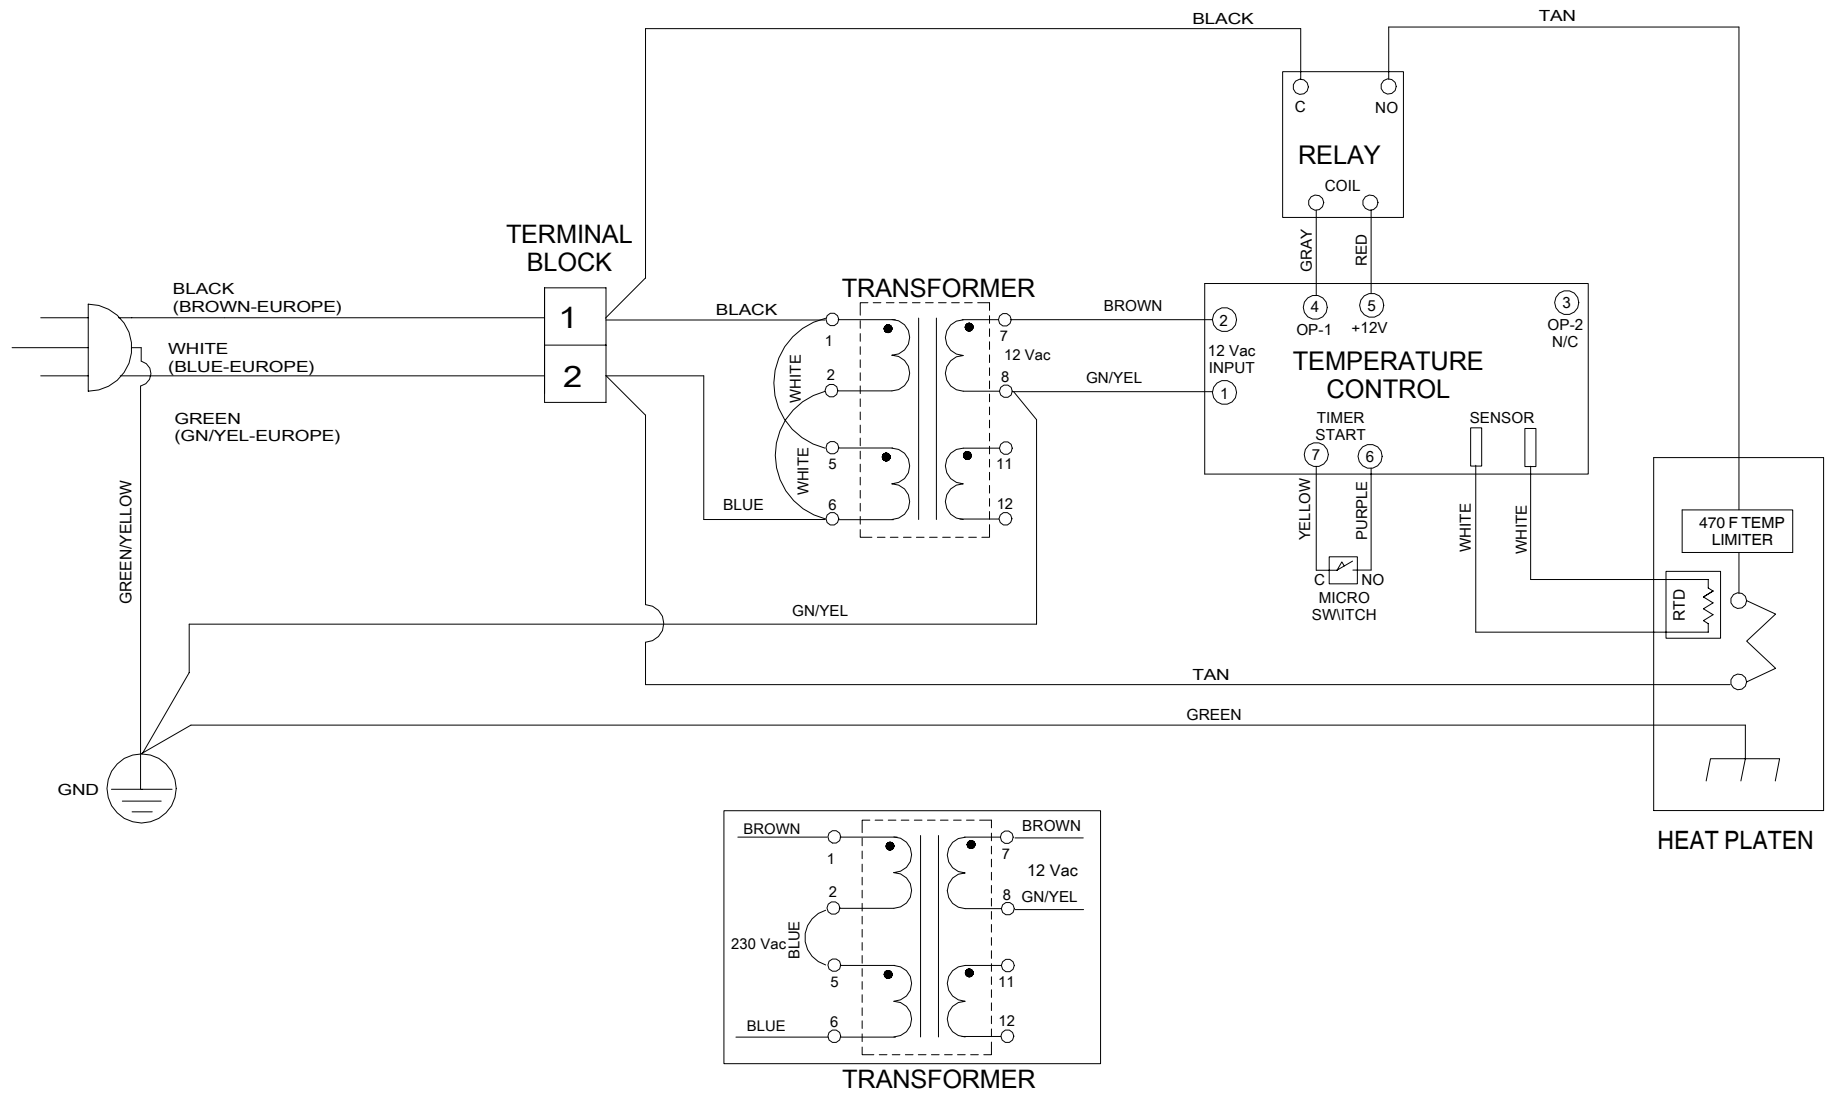 BLACK
TAN
C
NO
RELAY
COIL
GRAY
RED
TERMINAL
BLOCK
BLACK
(BROWN-EUROPE)
1
WHITE
(BLUE-EUROPE)
2
GREEN
(GN/YEL-EUROPE)
GREEN/YELLOW
TRANSFORMER
BLACK
1
WHITE
2
WHITE
5
BLUE
6
7
12 Vac
8
11
12
BROWN
GN/YEL
2
12 Vac
INPUT
1
4
OP-1
5
+12V
3
OP-2
N/C
TEMPERATURE
CONTROL
TIMER
START
7
6
SENSOR
YELLOW
PURPLE
WHITE
WHITE
C
NO
MICRO
SW\ITCH
470 F TEMP
LIMITER
RTD
GN/YEL
TAN
GREEN
GND
HEAT PLATEN
BROWN
1
2
230 Vac
BLUE
5
BLUE
6
BROWN
7
12 Vac
8
GN/YEL
11
12
TRANSFORMER